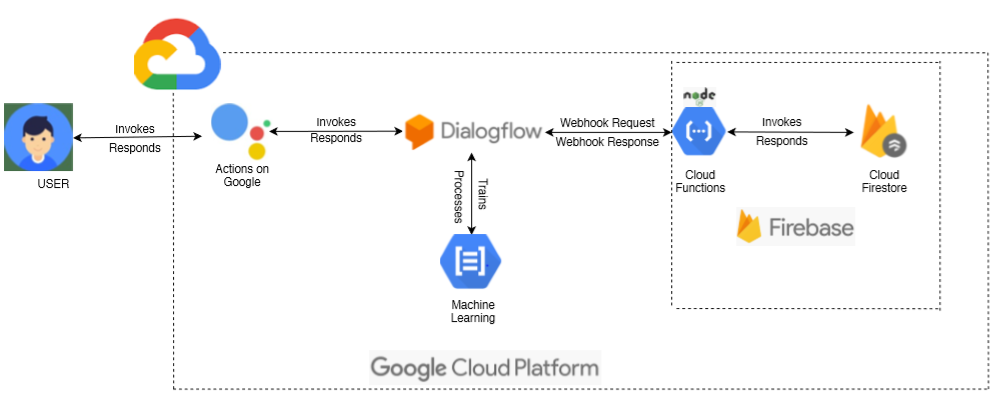 node
Invokes
Responds
USER
Actions on
Google
Invokes
Responds
Dialogflow
Webhook Request
Webhook Response
Cloud
Functions
Invokes
Responds
Cloud
Firestore
Trains
Processes
Machine
Learning
Firebase
Google Cloud Platform